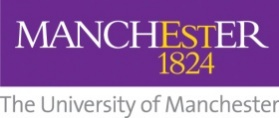 MANCHESTER
1824
The University of Manchester